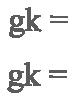 gk =
gk =